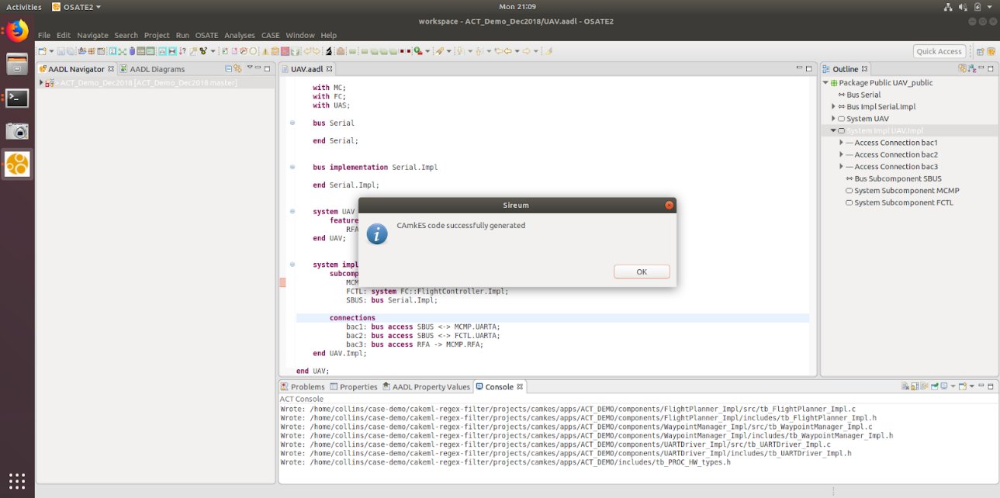 Activities OSATE2 Mon 21:09
workspace - ACT_Demo_Dec2018/UAV.aadl - OSATE2
File Edit Navigate Search Project Run OSATE Analyses CASE Window Help
Quick Access
AADL Navigator AADL Diagrams
> ACT_Demo_Dec2018 [ACT_Demo_Dec2018 master]
UAV.aadl
with MC;
with FC;
with UAS;
bus Serial
end Serial;
bus implementation Serial.Impl
end Serial.Impl;
system UAV
feature
RFA
end UAV;
system impl
subcomp
MCM
FCTL: system FC::FlightController.Impl;
SBUS: bus Serial.Impl;
connections
bac1: bus access SBUS <-> MCMP.UARTA;
bac2: bus access SBUS <-> FCTL.UARTA;
bac3: bus access RFA -> MCMP.RFA;
end UAV.Impl;
end UAV;
Sireum
CAmkES code successfully generated
OK
Outline
Package Public UAV_public
Bus Serial
Bus Impl Serial.Impl
System UAV
System Impl UAV.Impl
Access Connection bac1
Access Connection bac2
Access Connection bac3
Bus Subcomponent SBUS
System Subcomponent MCMP
System Subcomponent FCTL
Problems Properties AADL Property Values Console
ACT Console
Wrote: /home/collins/case-demo/cakeml-regex-filter/projects/camkes/apps/ACT_DEMO/components/FlightPlanner_Impl/src/tb_FlightPlanner_Impl.c
Wrote: /home/collins/case-demo/cakeml-regex-filter/projects/camkes/apps/ACT_DEMO/components/FlightPlanner_Impl/includes/tb_FlightPlanner_Impl.h
Wrote: /home/collins/case-demo/cakeml-regex-filter/projects/camkes/apps/ACT_DEMO/components/WaypointManager_Impl/src/tb_WaypointManager_Impl.c
Wrote: /home/collins/case-demo/cakeml-regex-filter/projects/camkes/apps/ACT_DEMO/components/WaypointManager_Impl/includes/tb_WaypointManager_Impl.h
Wrote: /home/collins/case-demo/cakeml-regex-filter/projects/camkes/apps/ACT_DEMO/components/UARTDriver_Impl/src/tb_UARTDriver_Impl.c
Wrote: /home/collins/case-demo/cakeml-regex-filter/projects/camkes/apps/ACT_DEMO/components/UARTDriver_Impl/includes/tb_UARTDriver_Impl.h
Wrote: /home/collins/case-demo/cakeml-regex-filter/projects/camkes/apps/ACT_DEMO/includes/tb_PROC_HW_types.h